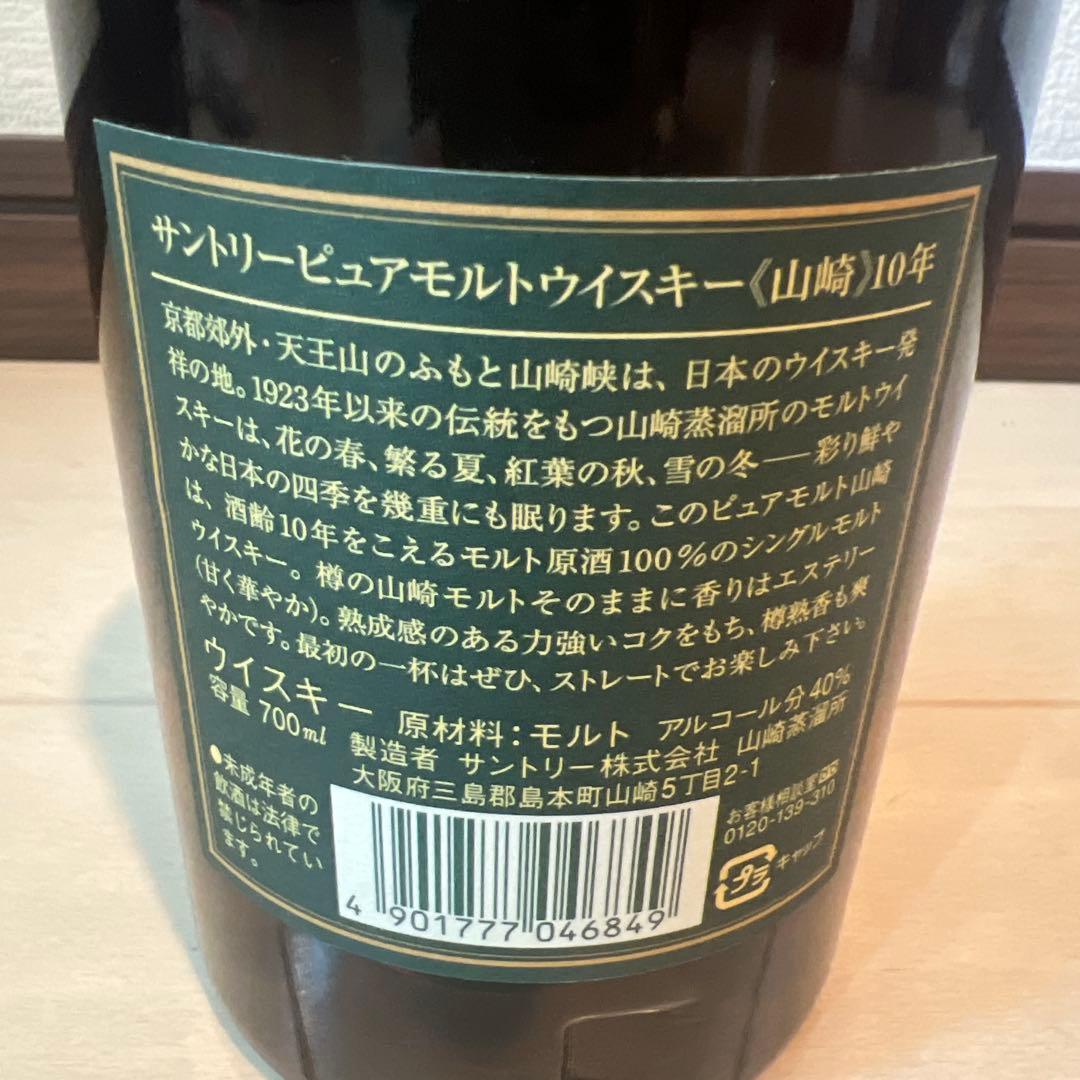 サントリーピュアモルトウイスキー《山崎》10年
京都郊外・天王山のふもと山崎峡は、日本のウイスキー発
祥の地。1923年以来の伝統をもつ山崎蒸溜所のモルトウイ
スキーは、花の春、繁る夏、紅葉の秋、雪の冬――彩り鮮や
かな日本の四季を幾重にも眠ります。このピュアモルト山崎
は、酒齢10年をこえるモルト原酒100%のシングルモルト
ウイスキー。樽の山崎モルトそのままに香りはエステリー
(甘く華やか)。熟成感のある力強いコクをもち、樽熟香も爽
やかです。最初の一杯はぜひ、ストレートでお楽しみ下さい。
ウイスキー 原材料:モルト アルコール分40%
容量 700ml 製造者 サントリー株式会社 山崎蒸溜所
大阪府三島郡島本町山崎5丁目2-1
●未成年者の
飲酒は法律で
禁じられてい
ます。
4 901777 046849
お客様相談室
0120-139-310
プラ キャップ